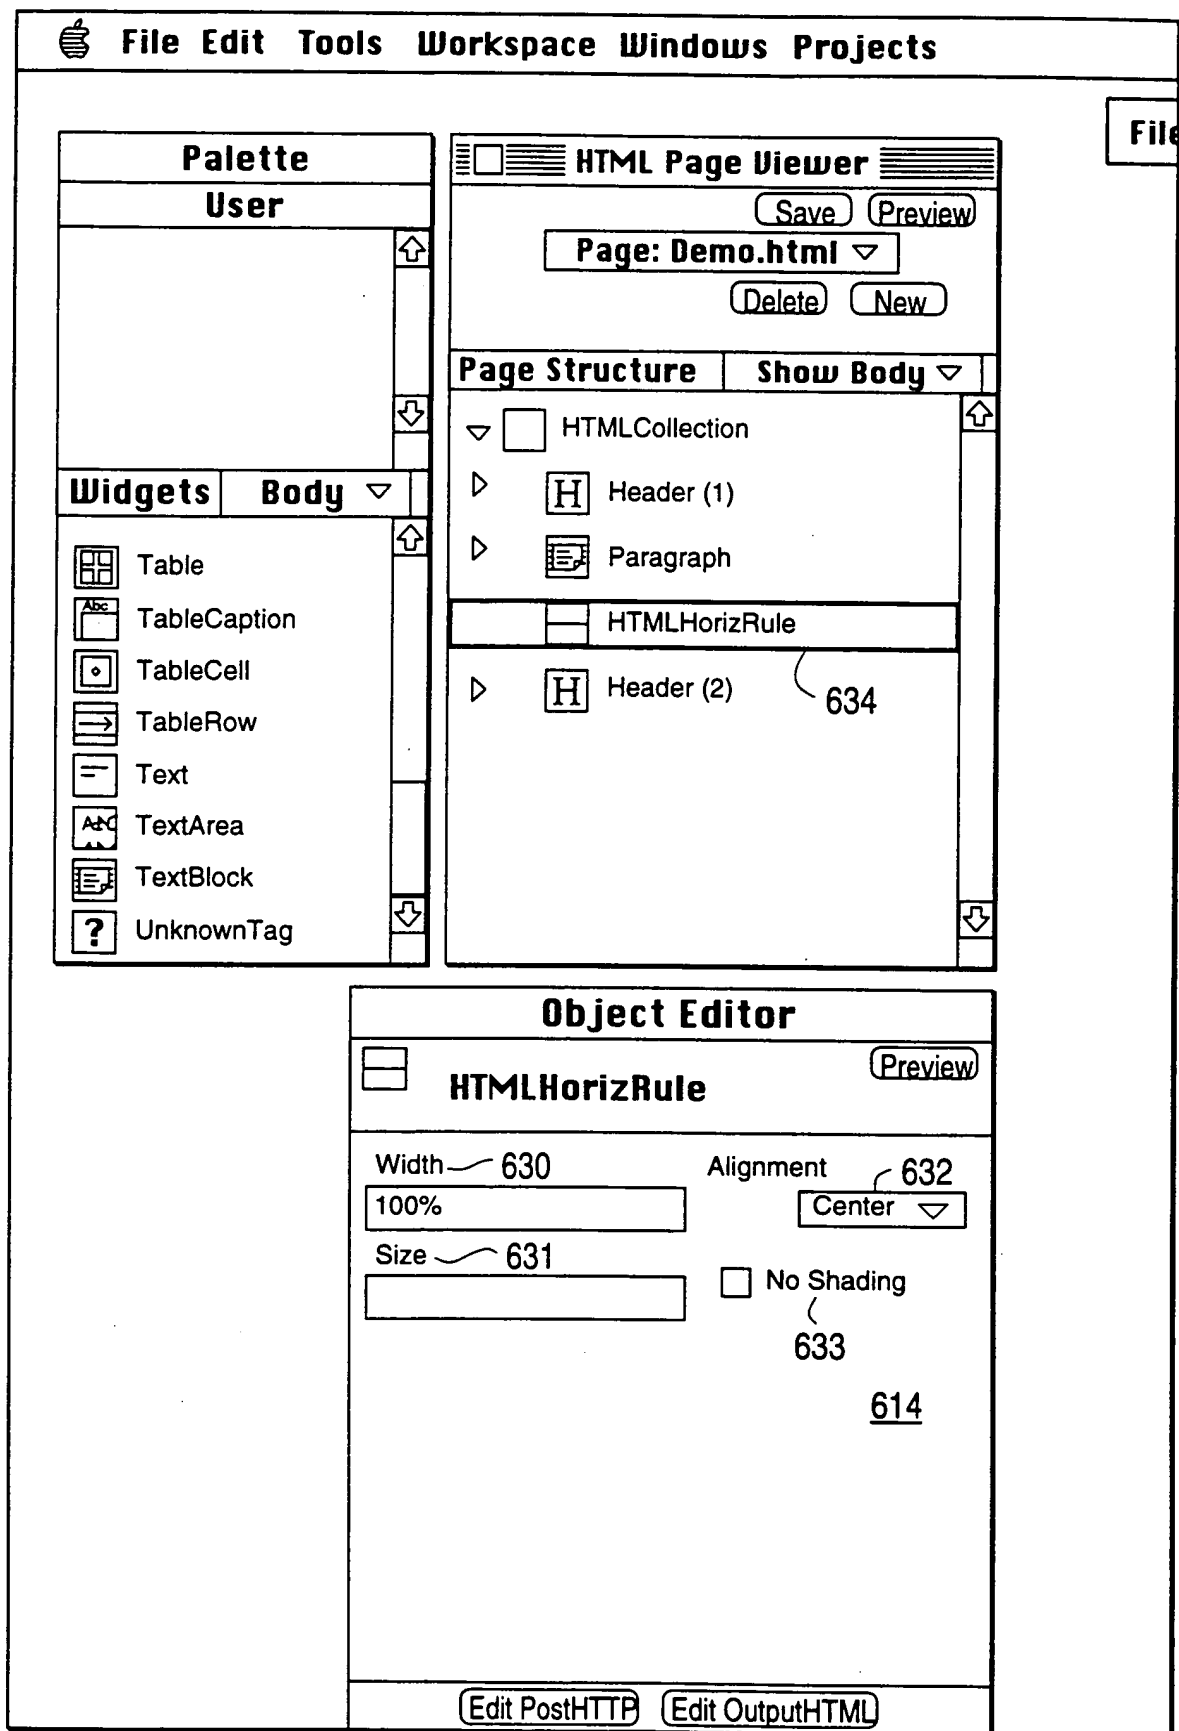 File Edit Tools Workspace Windows Projects
File
Palette
User
Widgets Body
Table
Abc
TableCaption
TableCell
TableRow
Text
TextArea
TextBlock
? UnknownTag
HTML Page Viewer
Save Preview
Page: Demo.html
Delete New
Page Structure Show Body
HTMLCollection
H Header (1)
Paragraph
HTMLHorizRule
634
H Header (2)
Object Editor
Preview
HTMLHorizRule
Width 630
100%
Alignment 632
Center
Size 631
No Shading
633
614
Edit PostHTTP Edit OutputHTML